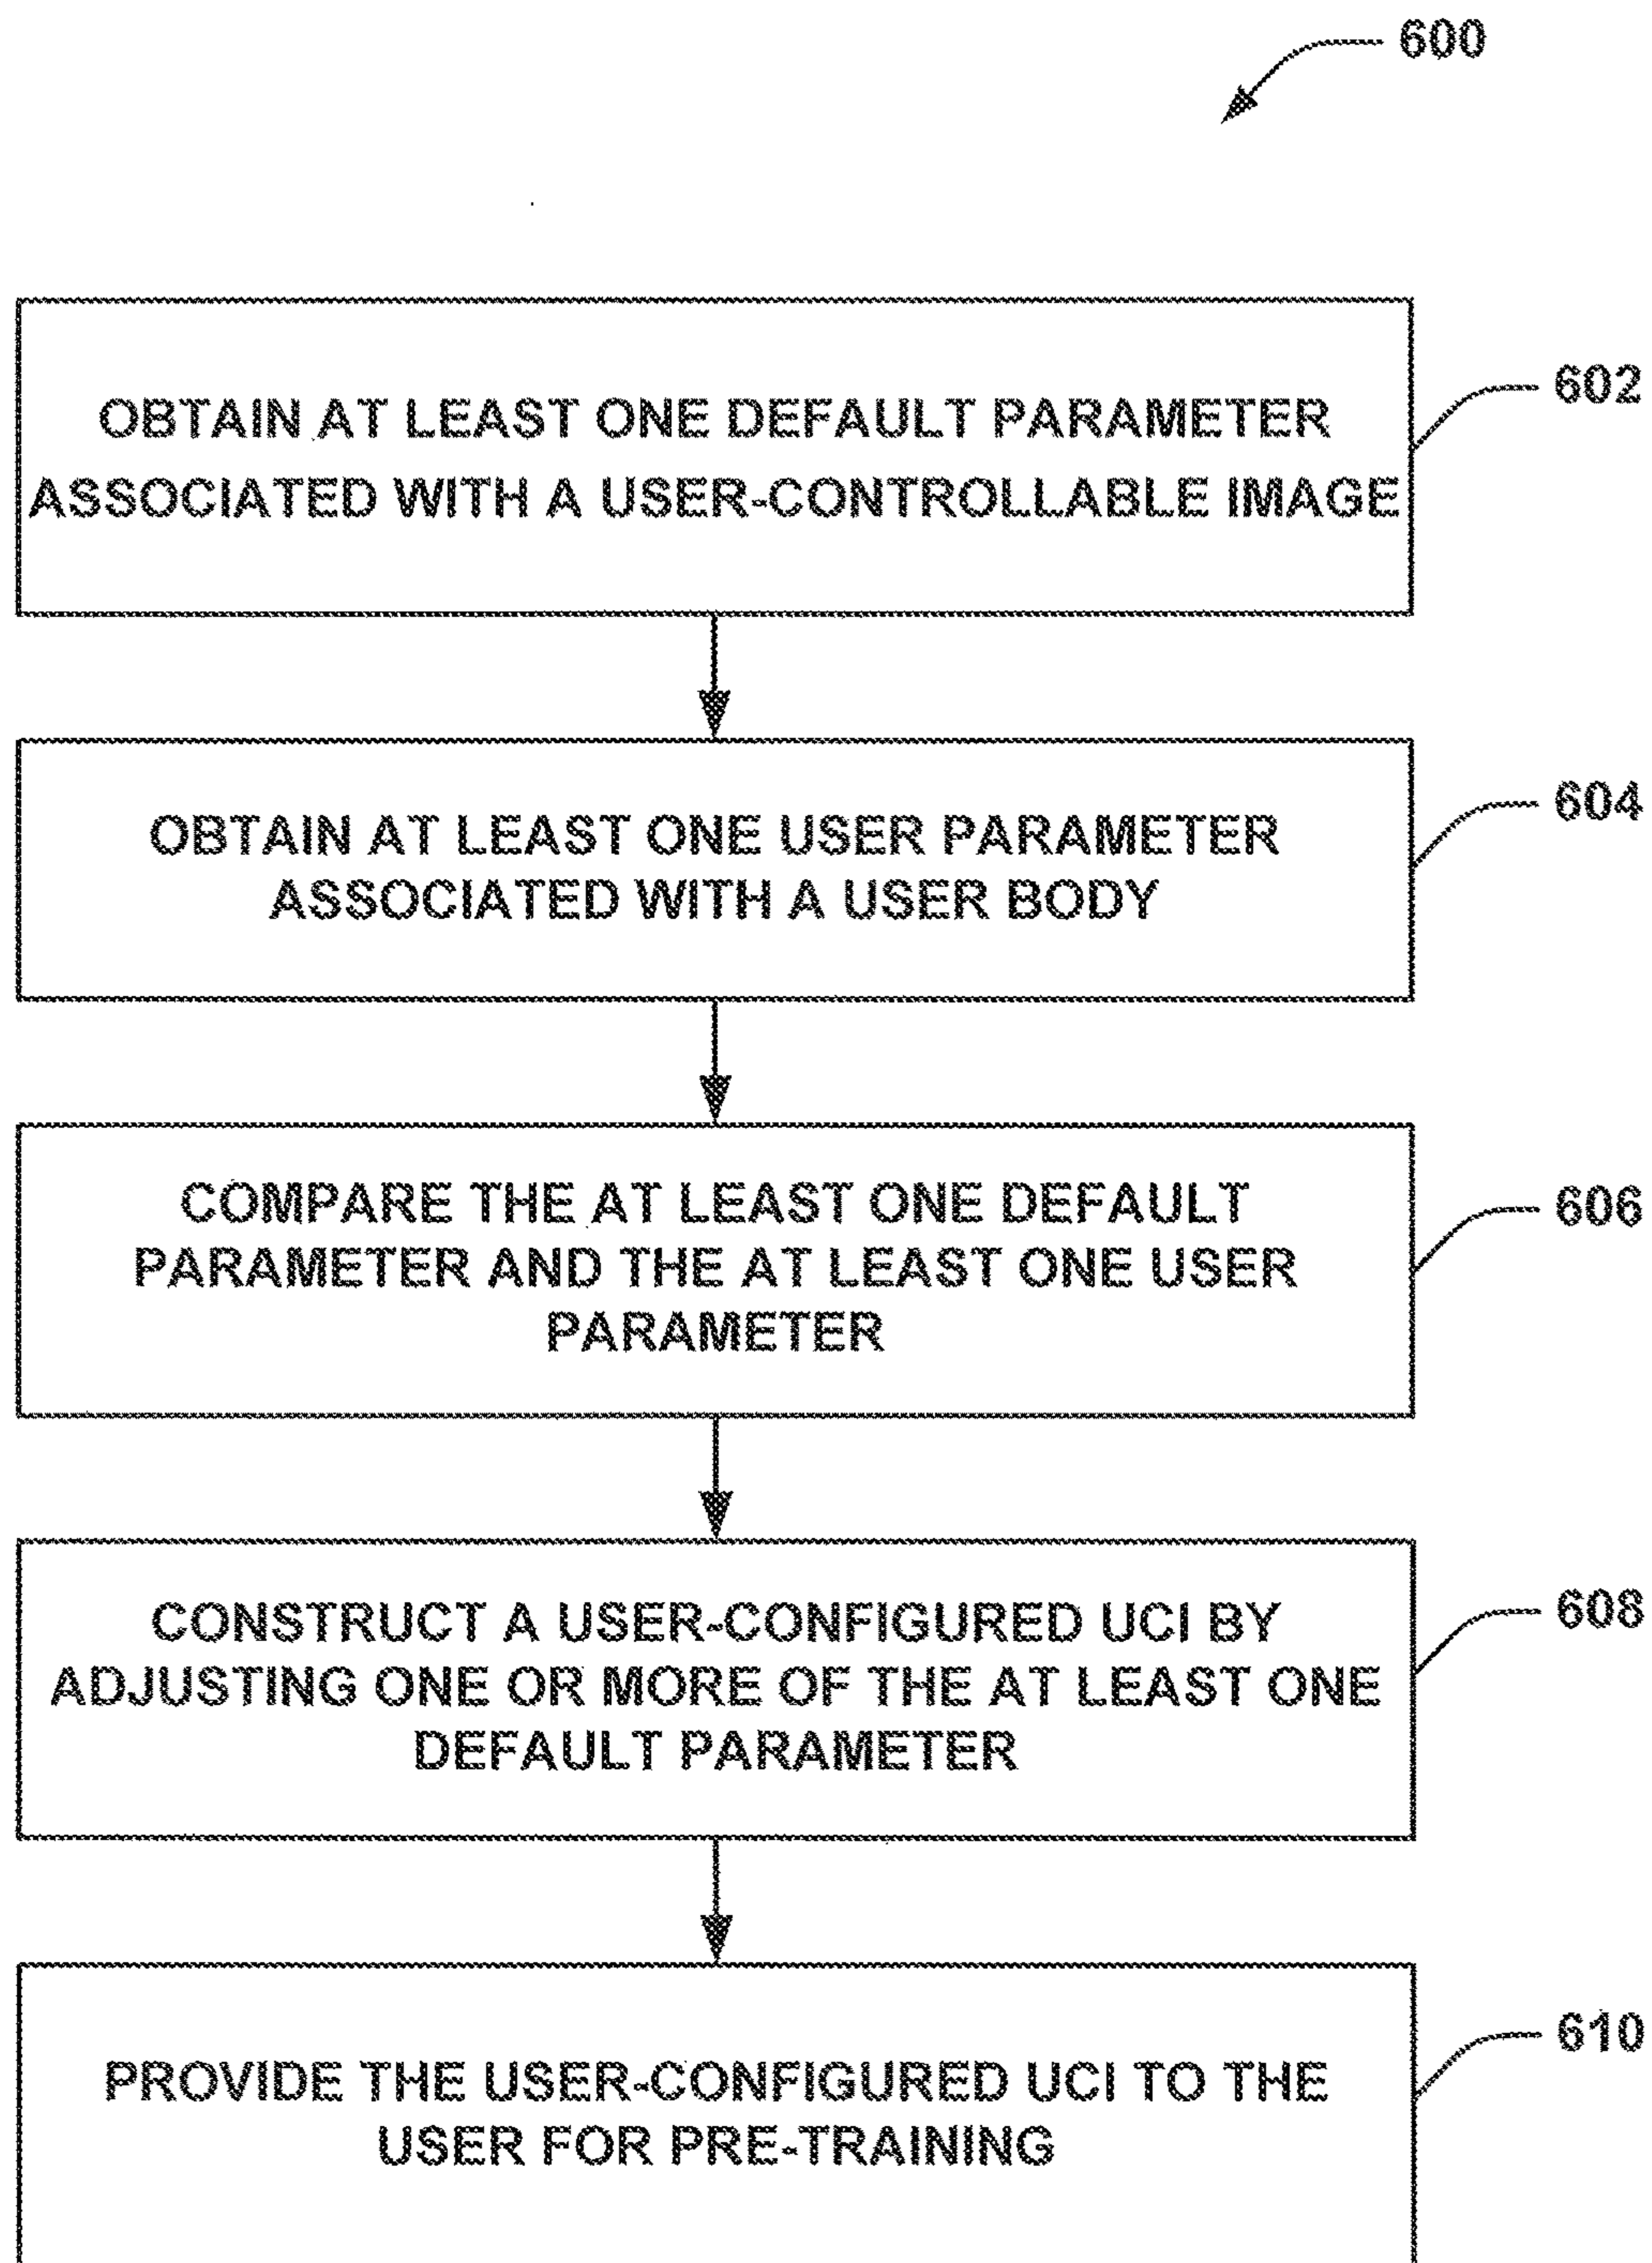 600
OBTAIN AT LEAST ONE DEFAULT PARAMETER
ASSOCIATED WITH A USER-CONTROLLABLE IMAGE
602
OBTAIN AT LEAST ONE USER PARAMETER
ASSOCIATED WITH A USER BODY
604
COMPARE THE AT LEAST ONE DEFAULT
PARAMETER AND THE AT LEAST ONE USER
PARAMETER
606
CONSTRUCT A USER-CONFIGURED UCI BY
ADJUSTING ONE OR MORE OF THE AT LEAST ONE
DEFAULT PARAMETER
608
PROVIDE THE USER-CONFIGURED UCI TO THE
USER FOR PRE-TRAINING
610